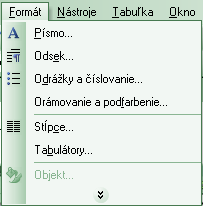 Formát Nástroje Tabuľka Okno
Písmo...
Odsek...
Odrážky a číslovanie...
Orámovanie a podfarbenie...
Stĺpce...
Tabulátory...
Objekt...